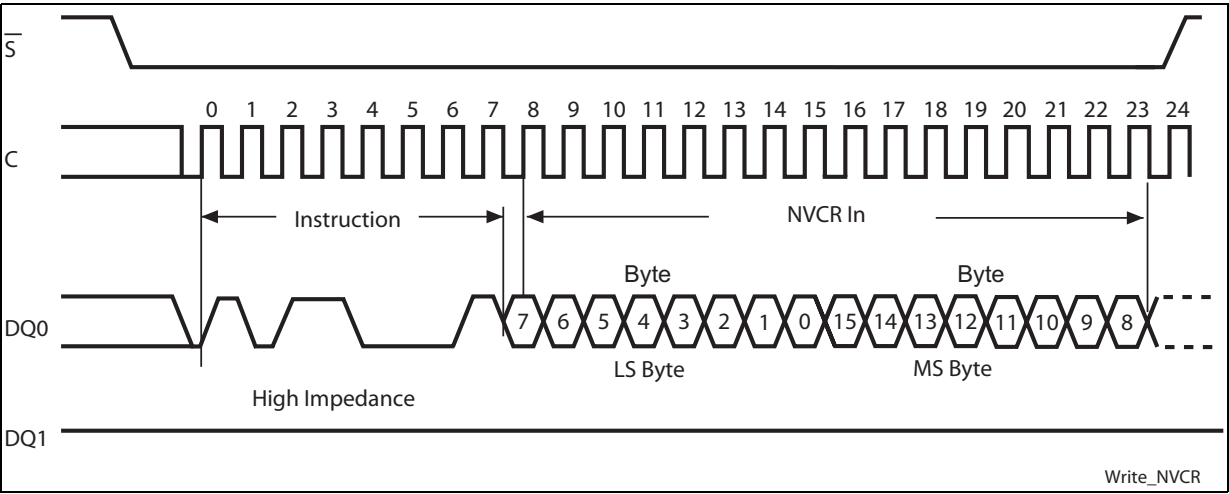 S
0 1 2 3 4 5 6 7 8 9 10 11 12 13 14 15 16 17 18 19 20 21 22 23 24
C
Instruction NVCR In
Byte Byte
DQ0 7 6 5 4 3 2 1 0 15 14 13 12 11 10 9 8
LS Byte MS Byte
High Impedance
DQ1
Write_NVCR